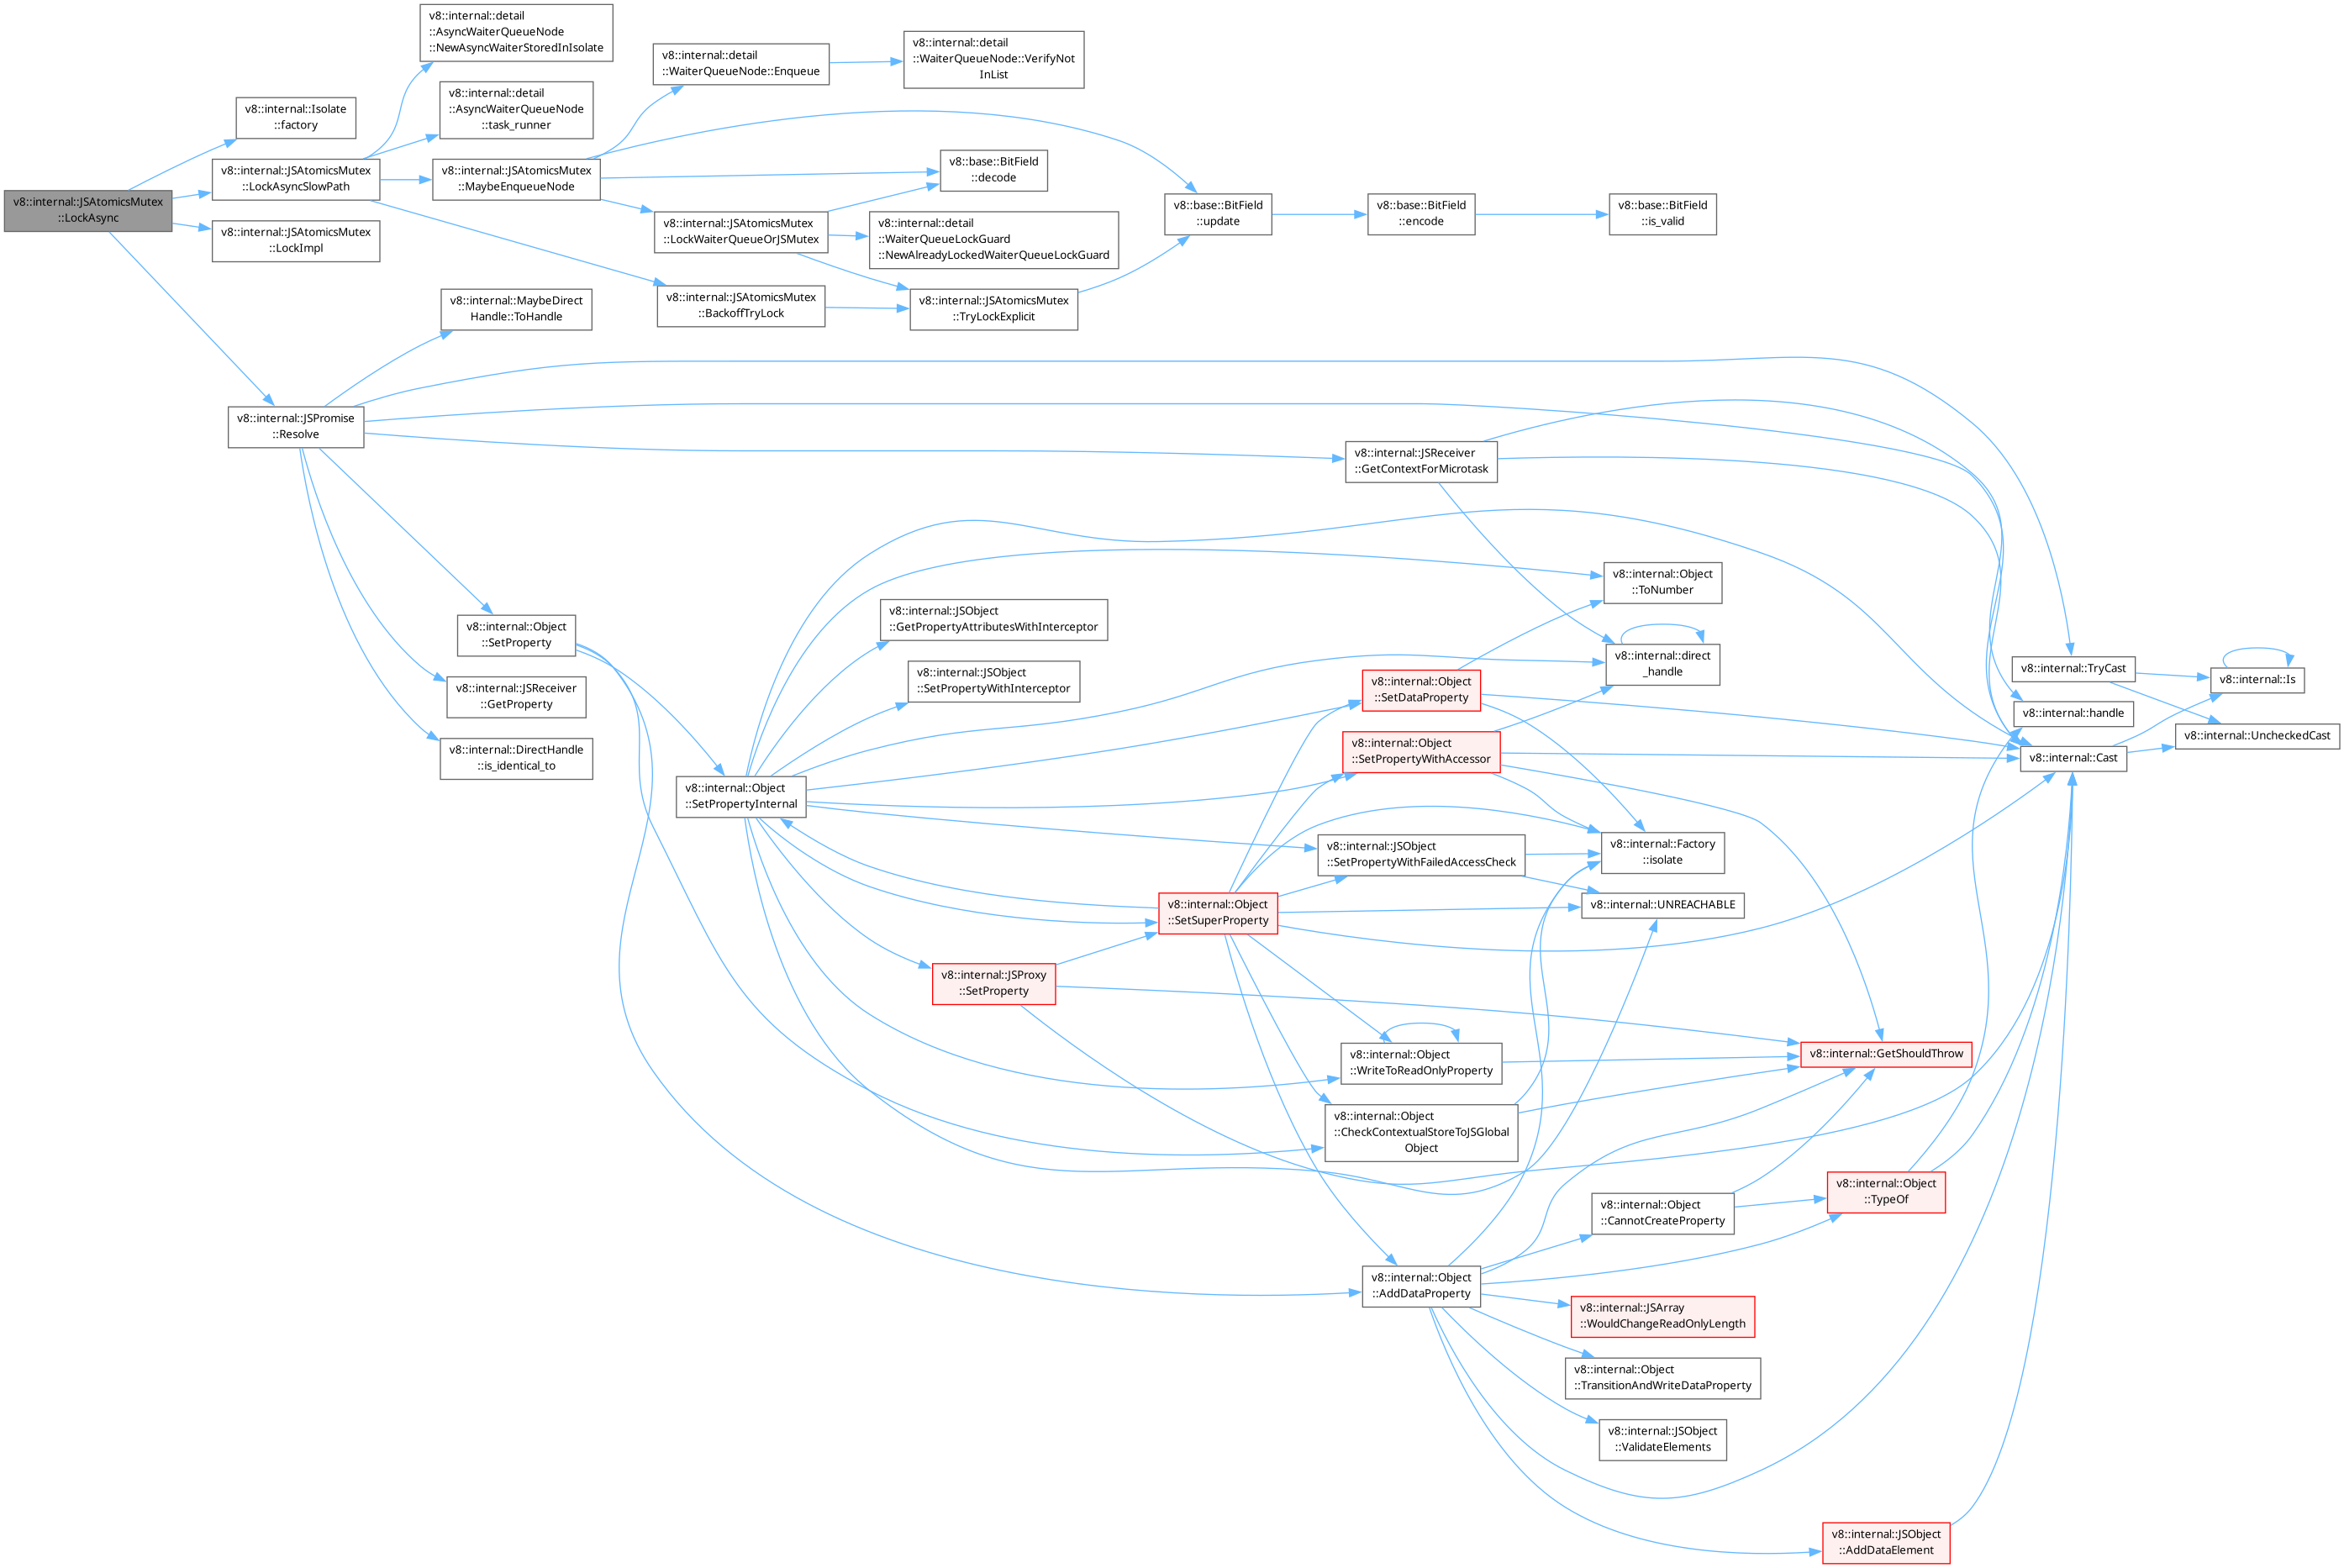 v8::internal::JSAtomicsMutex
::LockAsync
v8::internal::Isolate
::factory
v8::internal::JSAtomicsMutex
::LockAsyncSlowPath
v8::internal::JSAtomicsMutex
::LockImpl
v8::internal::JSPromise
::Resolve
v8::internal::detail
::AsyncWaiterQueueNode
::NewAsyncWaiterStoredInIsolate
v8::internal::detail
::AsyncWaiterQueueNode
::task_runner
v8::internal::JSAtomicsMutex
::MaybeEnqueueNode
v8::internal::MaybeDirect
Handle::ToHandle
v8::internal::Object
::SetProperty
v8::internal::JSReceiver
::GetProperty
v8::internal::DirectHandle
::is_identical_to
v8::internal::detail
::WaiterQueueNode::Enqueue
v8::internal::JSAtomicsMutex
::LockWaiterQueueOrJSMutex
v8::internal::JSAtomicsMutex
::BackoffTryLock
v8::internal::Object
::SetPropertyInternal
v8::internal::detail
::WaiterQueueNode::VerifyNot
InList
v8::base::BitField
::decode
v8::internal::detail
::WaiterQueueLockGuard
::NewAlreadyLockedWaiterQueueLockGuard
v8::internal::JSAtomicsMutex
::TryLockExplicit
v8::internal::JSObject
::GetPropertyAttributesWithInterceptor
v8::internal::JSObject
::SetPropertyWithInterceptor
v8::internal::JSProxy
::SetProperty
v8::base::BitField
::update
v8::internal::Object
::SetSuperProperty
v8::base::BitField
::encode
v8::internal::JSReceiver
::GetContextForMicrotask
v8::internal::Object
::SetDataProperty
v8::internal::Object
::SetPropertyWithAccessor
v8::internal::JSObject
::SetPropertyWithFailedAccessCheck
v8::internal::Object
::WriteToReadOnlyProperty
v8::internal::Object
::CheckContextualStoreToJSGlobal
Object
v8::internal::Object
::AddDataProperty
v8::base::BitField
::is_valid
v8::internal::Object
::ToNumber
v8::internal::direct
_handle
v8::internal::Factory
::isolate
v8::internal::UNREACHABLE
v8::internal::Object
::CannotCreateProperty
v8::internal::JSArray
::WouldChangeReadOnlyLength
v8::internal::Object
::TransitionAndWriteDataProperty
v8::internal::JSObject
::ValidateElements
v8::internal::GetShouldThrow
v8::internal::Object
::TypeOf
v8::internal::JSObject
::AddDataElement
v8::internal::TryCast
v8::internal::handle
v8::internal::Cast
v8::internal::Is
v8::internal::UncheckedCast